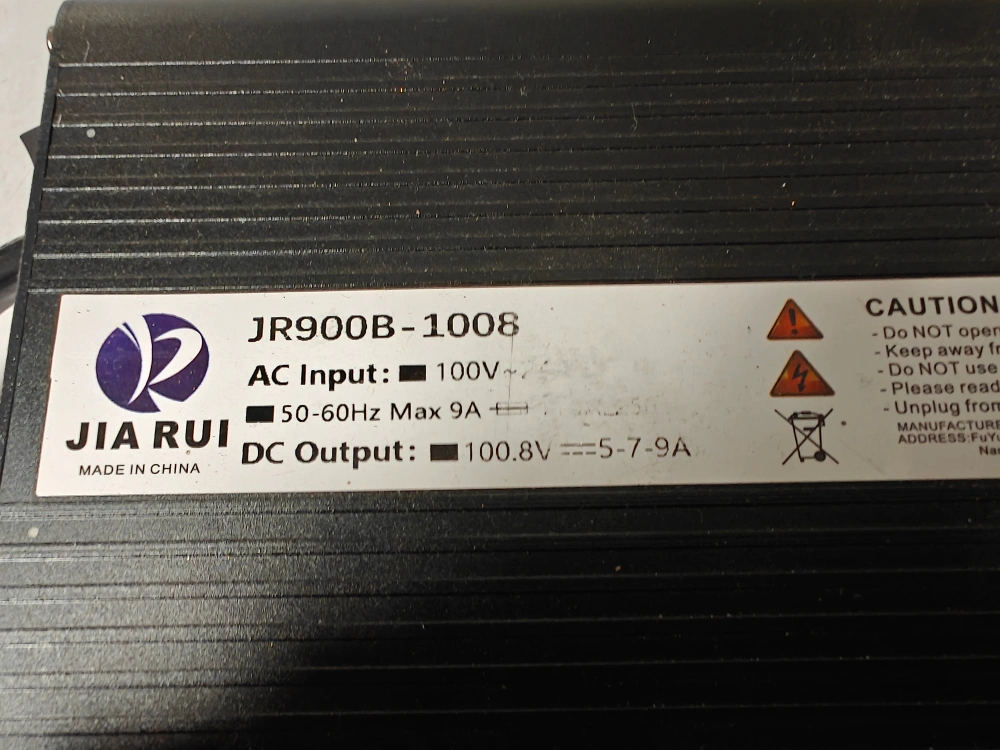 JR900B-1008
AC Input: ■ 100V~
■ 50-60Hz Max 9A
DC Output: ■ 100.8V ⎓ 5-7-9A
JIA RUI
MADE IN CHINA
CAUTION
- Do NOT open
- Keep away
- Do NOT use
- Please read
- Unplug from
MANUFACTURE
ADDRESS: